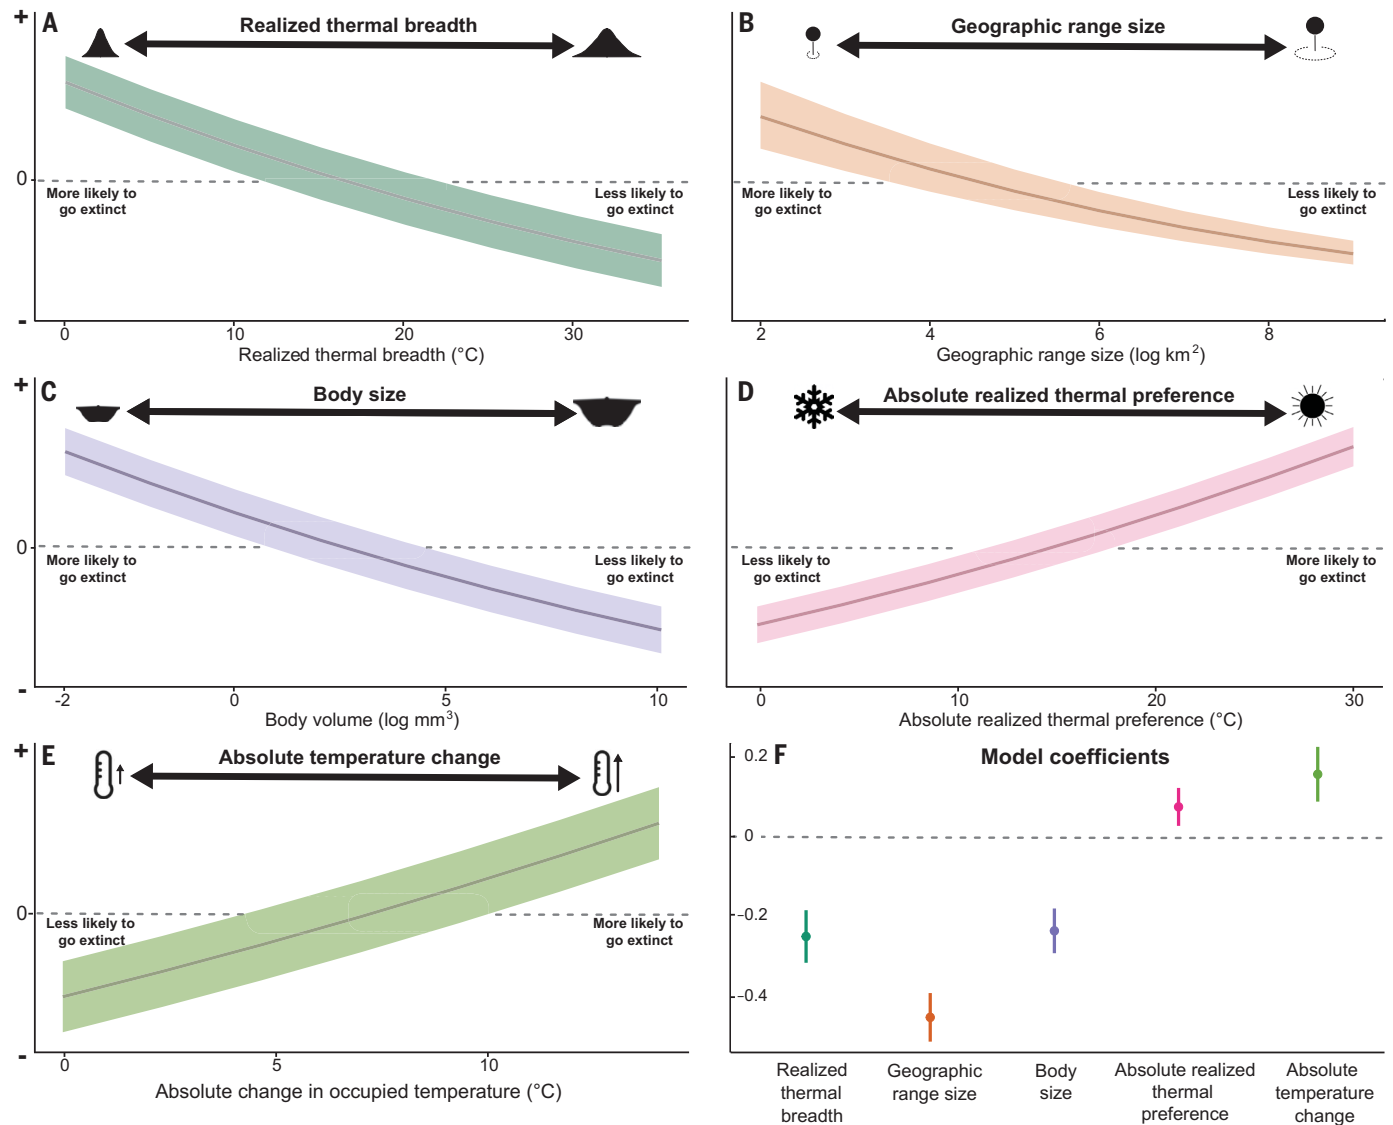 A
Realized thermal breadth
+
0
-
More likely to
go extinct
Less likely to
go extinct
0
10
20
30
Realized thermal breadth (°C)
B
Geographic range size
More likely to
go extinct
Less likely to
go extinct
2
4
6
8
Geographic range size (log km²)
C
Body size
+
0
-
More likely to
go extinct
Less likely to
go extinct
-2
0
5
10
Body volume (log mm³)
D
Absolute realized thermal preference
Less likely to
go extinct
More likely to
go extinct
0
10
20
30
Absolute realized thermal preference (°C)
E
Absolute temperature change
+
0
-
Less likely to
go extinct
More likely to
go extinct
0
5
10
Absolute change in occupied temperature (°C)
F
Model coefficients
0.2
0
–0.2
–0.4
Realized
thermal
breadth
Geographic
range size
Body
size
Absolute realized
thermal
preference
Absolute
temperature
change